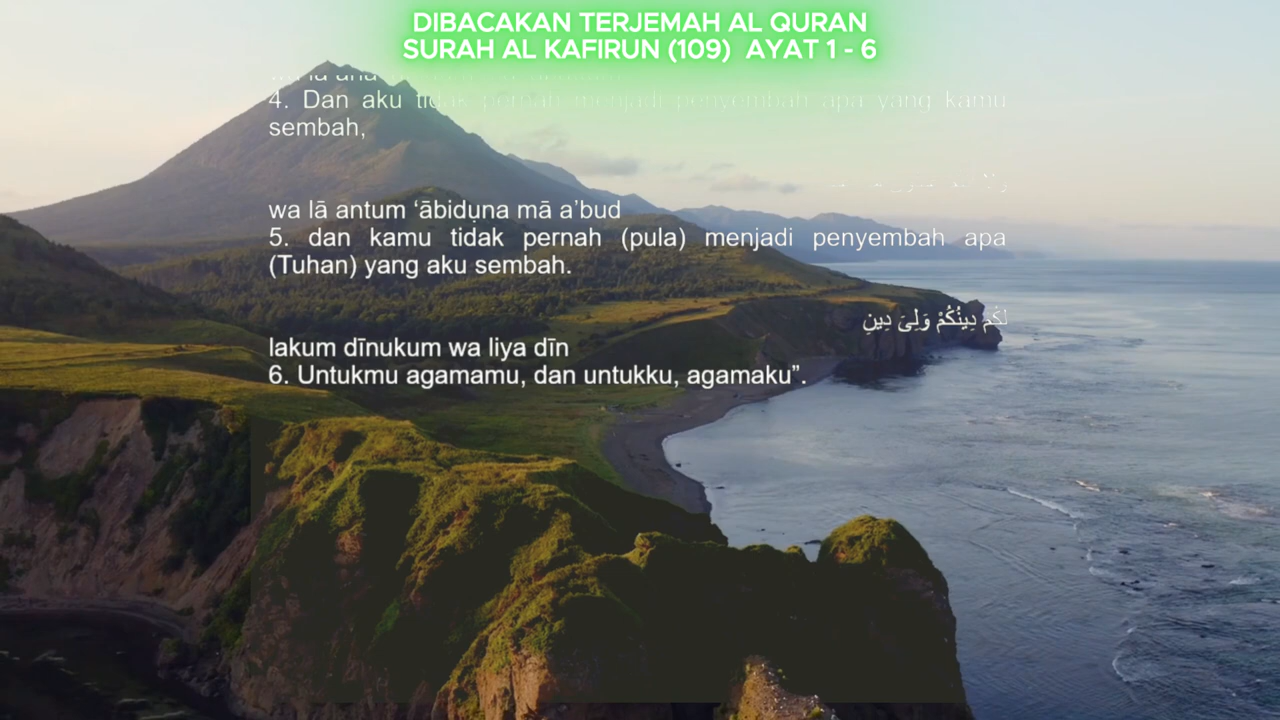 DIBACAKAN TERJEMAH AL QURAN
SURAH AL KAFIRUN (109) AYAT 1 - 6
4. Dan aku tidak pernah menjadi penyembah apa yang kamu
sembah,
wa lā antum ‘ābidụna mā a’bud
5. dan kamu tidak pernah (pula) menjadi penyembah apa
(Tuhan) yang aku sembah.
لَكُمْ دِينُكُمْ وَلِىَ دِينِ
lakum dīnukum wa liya dīn
6. Untukmu agamamu, dan untukku, agamaku”.